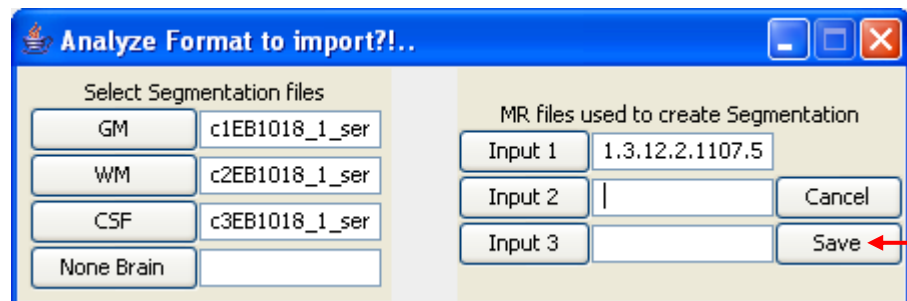 Analyze Format to import?!..
Select Segmentation files
GM c1EB1018_1_ser
WM c2EB1018_1_ser
CSF c3EB1018_1_ser
None Brain
MR files used to create Segmentation
Input 1 1.3.12.2.1107.5
Input 2 Cancel
Input 3 Save